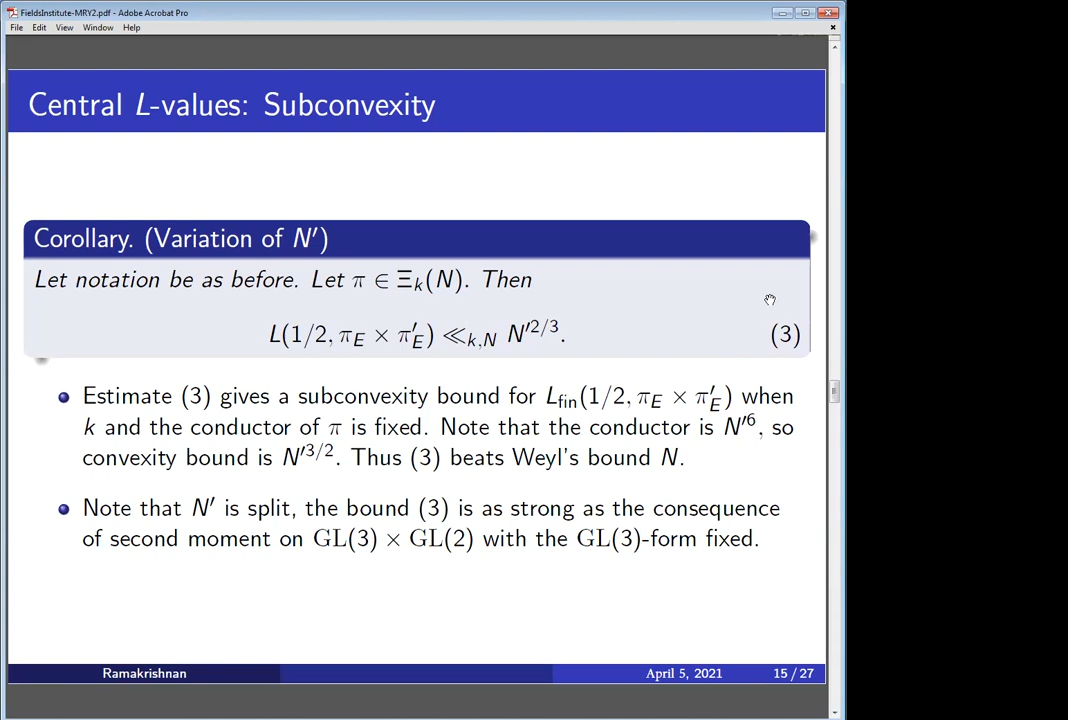 FieldsInstitute-MRY2.pdf - Adobe Acrobat Pro
File Edit View Window Help
Central L-values: Subconvexity
Corollary. (Variation of N′)
Let notation be as before. Let π ∈ Ξ_k(N). Then
L(1/2, π_E × π′_E) ≪_{k,N} N′^{2/3}. (3)
Estimate (3) gives a subconvexity bound for L_fin(1/2, π_E × π′_E) when
k and the conductor of π is fixed. Note that the conductor is N′^6, so
convexity bound is N′^{3/2}. Thus (3) beats Weyl's bound N.
Note that N′ is split, the bound (3) is as strong as the consequence
of second moment on GL(3) × GL(2) with the GL(3)-form fixed.
Ramakrishnan April 5, 2021 15 / 27